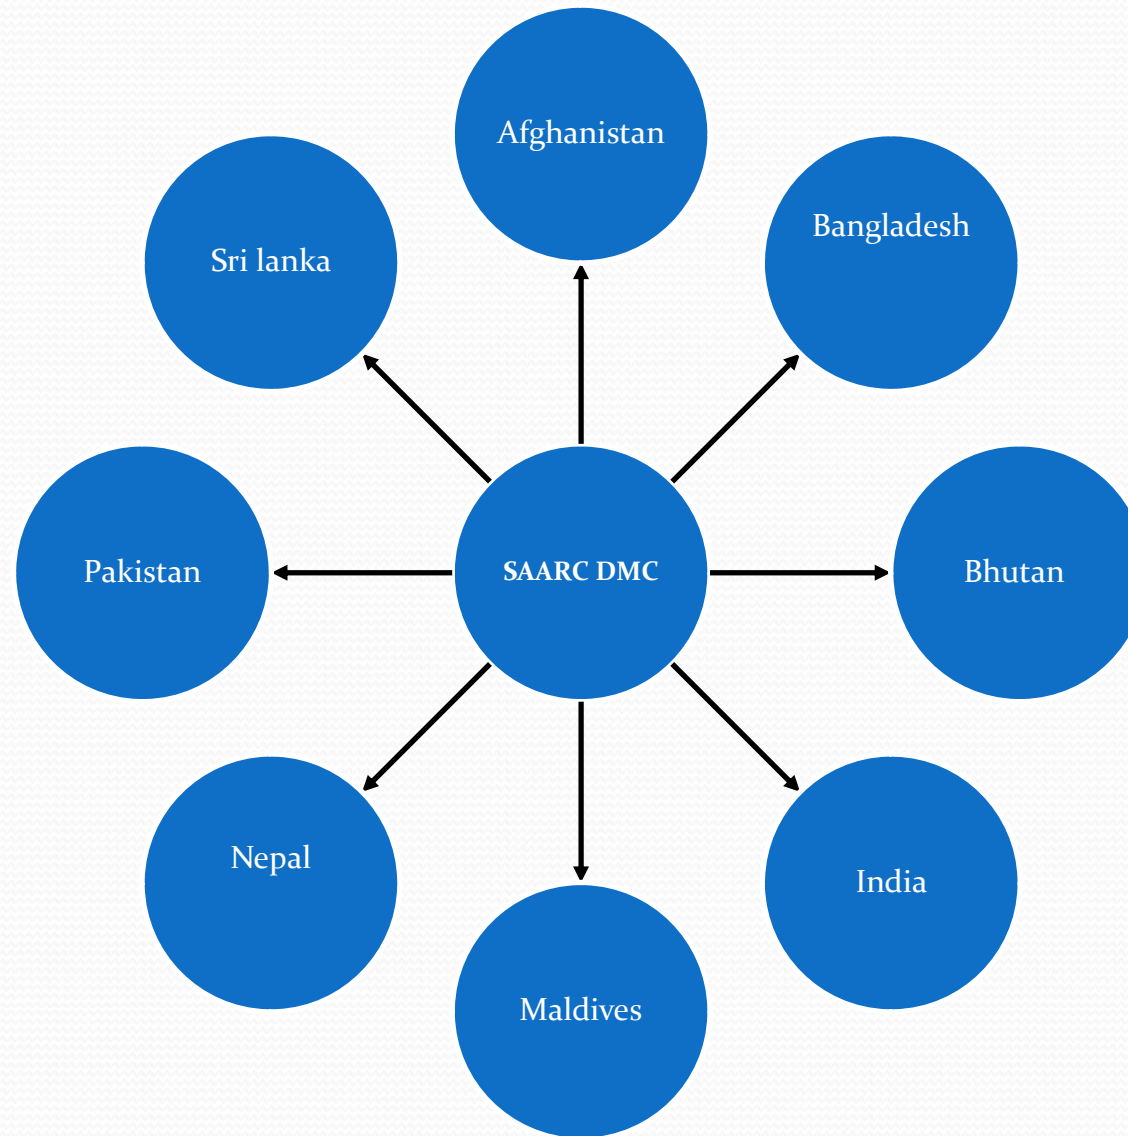 Afghanistan
Bangladesh
Sri lanka
SAARC DMC
Pakistan
Bhutan
Nepal
India
Maldives